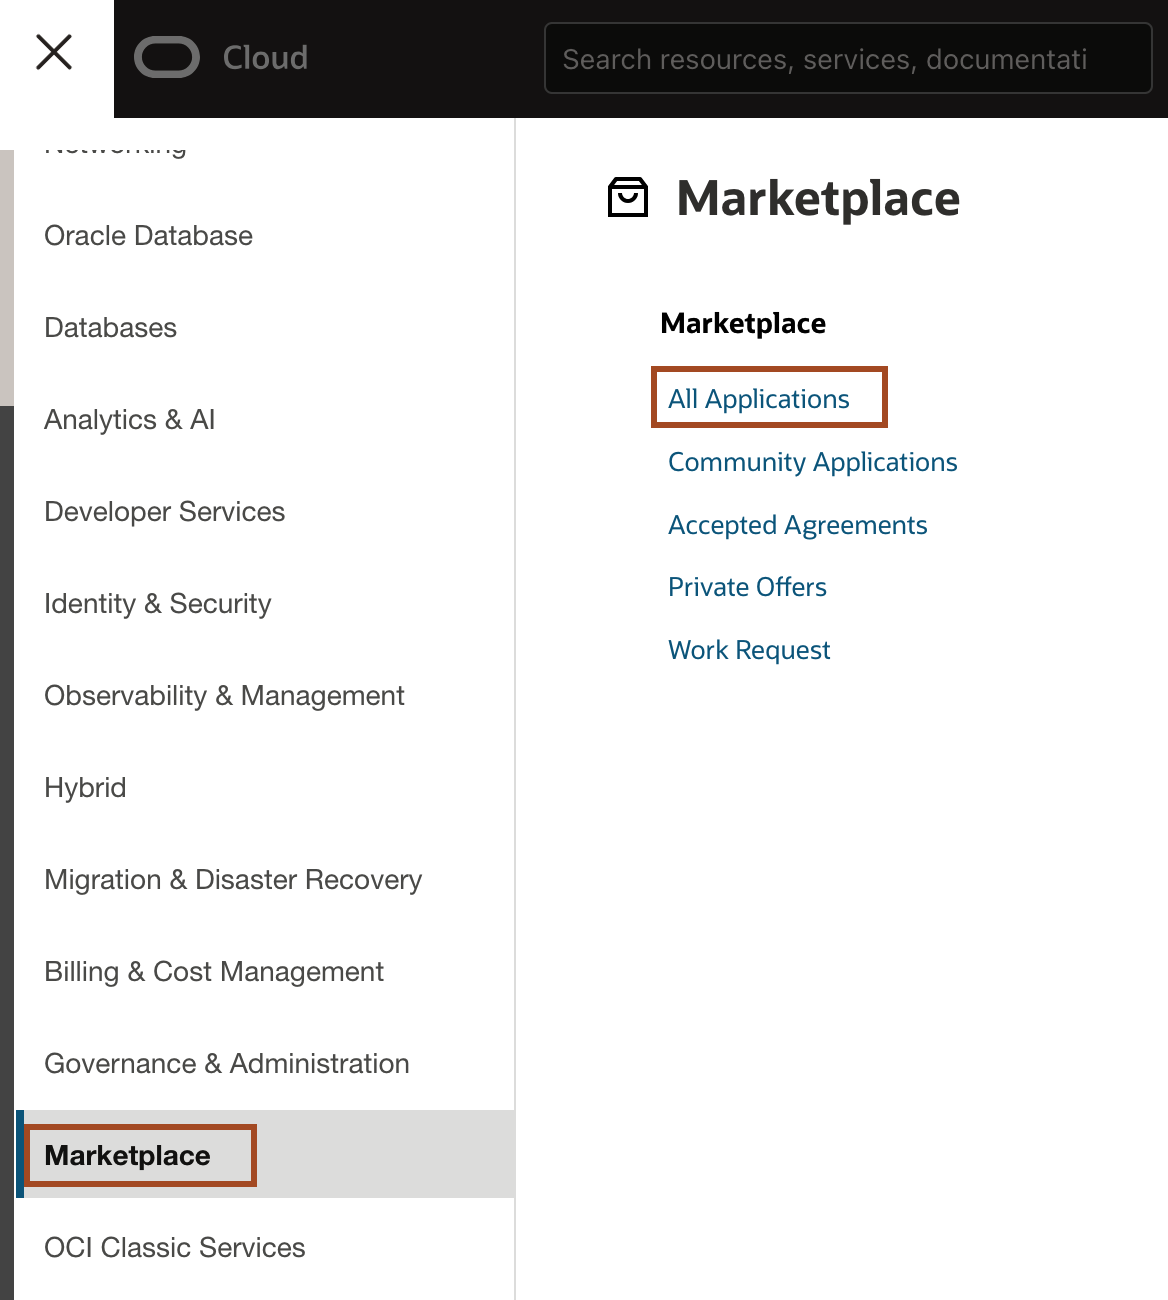 Cloud
Search resources, services, documentati
Networking
Oracle Database
Databases
Analytics & AI
Developer Services
Identity & Security
Observability & Management
Hybrid
Migration & Disaster Recovery
Billing & Cost Management
Governance & Administration
Marketplace
OCI Classic Services
Marketplace
Marketplace
All Applications
Community Applications
Accepted Agreements
Private Offers
Work Request